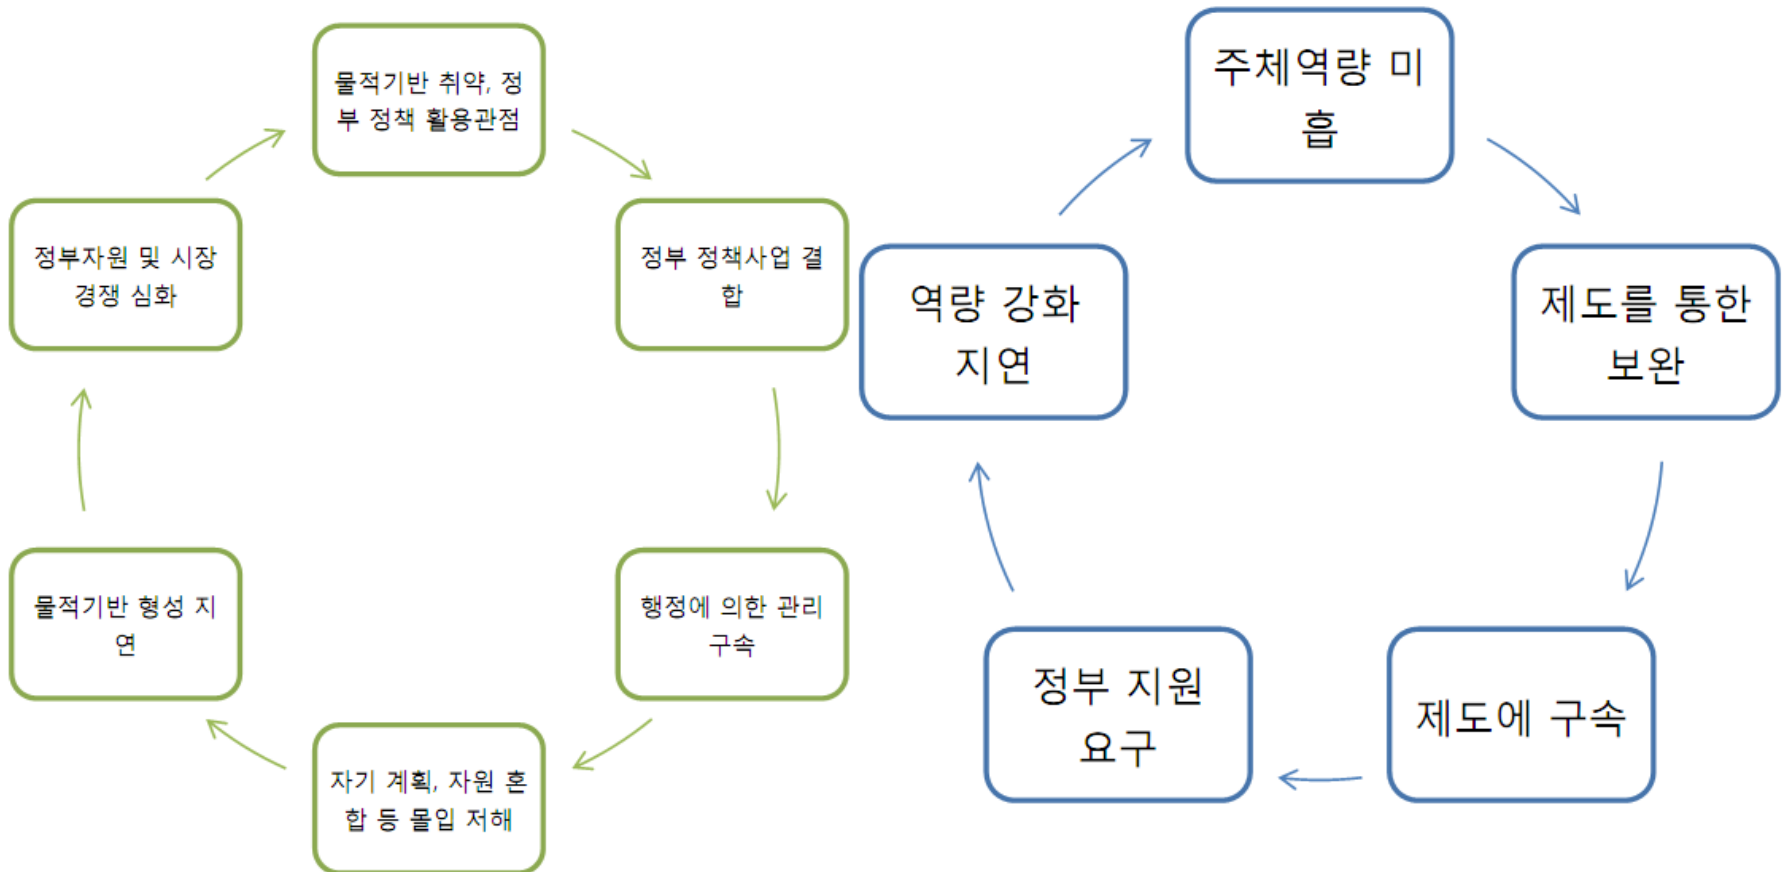 물적기반 취약, 정
부 정책 활용관점
정부 정책사업 결
합
행정에 의한 관리
구속
자기 계획, 자원 혼
합 등 몰입 저해
물적기반 형성 지
연
정부자원 및 시장
경쟁 심화
주체역량 미
흡
제도를 통한
보완
제도에 구속
정부 지원
요구
역량 강화
지연